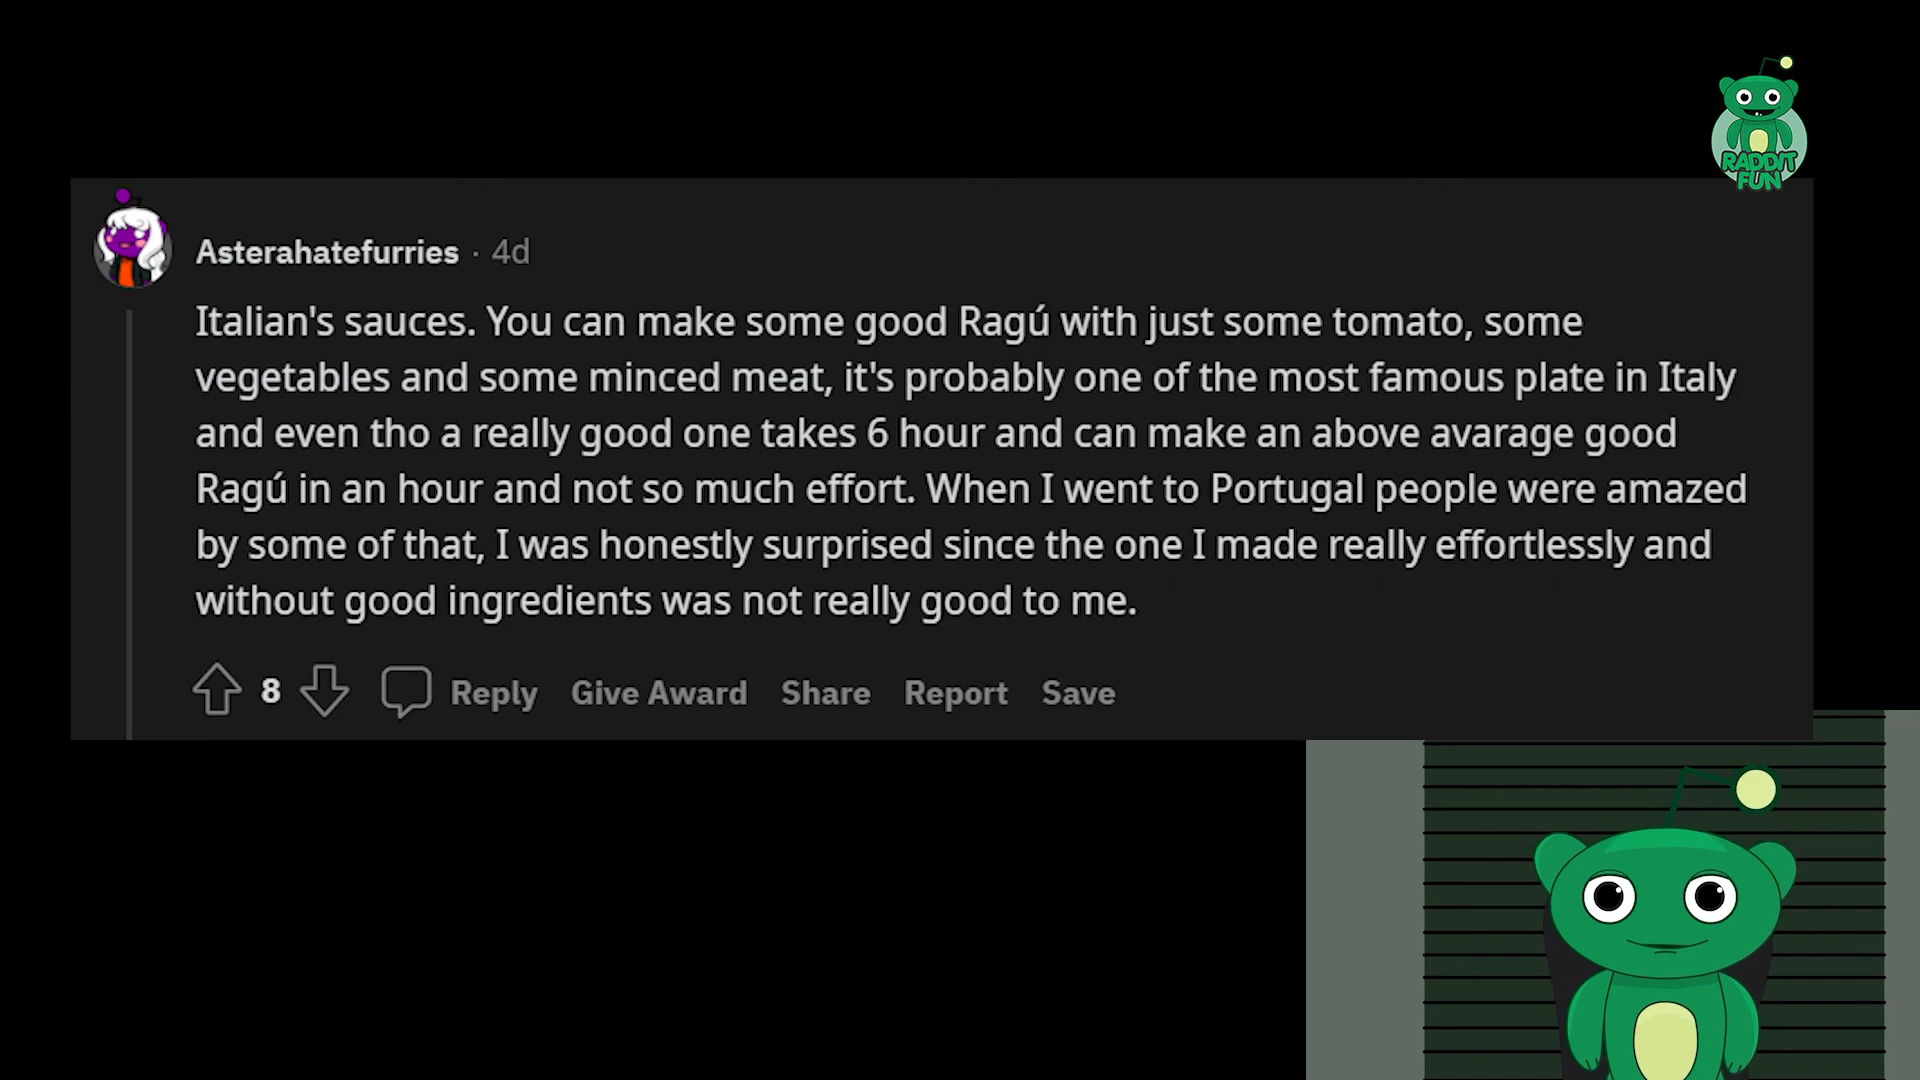 RADDIT
FUN
Asterahatefurries · 4d
Italian's sauces. You can make some good Ragú with just some tomato, some
vegetables and some minced meat, it's probably one of the most famous plate in Italy
and even tho a really good one takes 6 hour and can make an above avarage good
Ragú in an hour and not so much effort. When I went to Portugal people were amazed
by some of that, I was honestly surprised since the one I made really effortlessly and
without good ingredients was not really good to me.
8 Reply Give Award Share Report Save